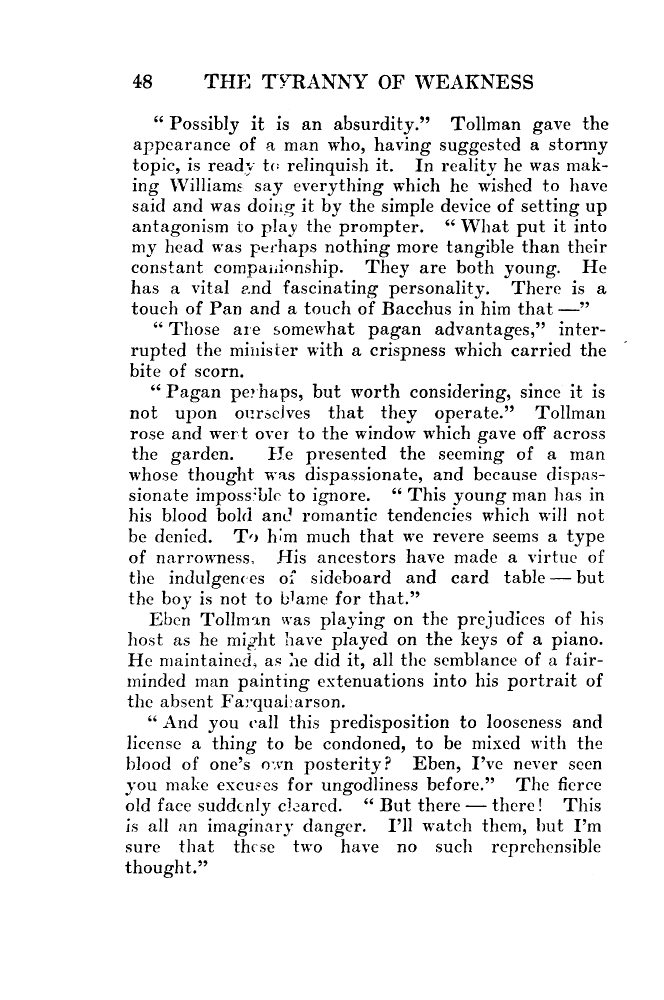 48 THE TYRANNY OF WEAKNESS
“ Possibly it is an absurdity.” Tollman gave the
appearance of a man who, having suggested a stormy
topic, is ready to relinquish it. In reality he was mak-
ing Williams say everything which he wished to have
said and was doing it by the simple device of setting up
antagonism to play the prompter. “ What put it into
my head was perhaps nothing more tangible than their
constant companionship. They are both young. He
has a vital and fascinating personality. There is a
touch of Pan and a touch of Bacchus in him that —”
“ Those are somewhat pagan advantages,” inter-
rupted the minister with a crispness which carried the
bite of scorn.
“ Pagan perhaps, but worth considering, since it is
not upon ourselves that they operate.” Tollman
rose and went over to the window which gave off across
the garden. He presented the seeming of a man
whose thought was dispassionate, and because dispas-
sionate impossible to ignore. “ This young man has in
his blood bold and romantic tendencies which will not
be denied. To him much that we revere seems a type
of narrowness. His ancestors have made a virtue of
the indulgences of sideboard and card table — but
the boy is not to blame for that.”
Eben Tollman was playing on the prejudices of his
host as he might have played on the keys of a piano.
He maintained, as he did it, all the semblance of a fair-
minded man painting extenuations into his portrait of
the absent Farquaharson.
“ And you call this predisposition to looseness and
license a thing to be condoned, to be mixed with the
blood of one’s own posterity? Eben, I’ve never seen
you make excuses for ungodliness before.” The fierce
old face suddenly cleared. “ But there — there! This
is all an imaginary danger. I’ll watch them, but I’m
sure that these two have no such reprehensible
thought.”